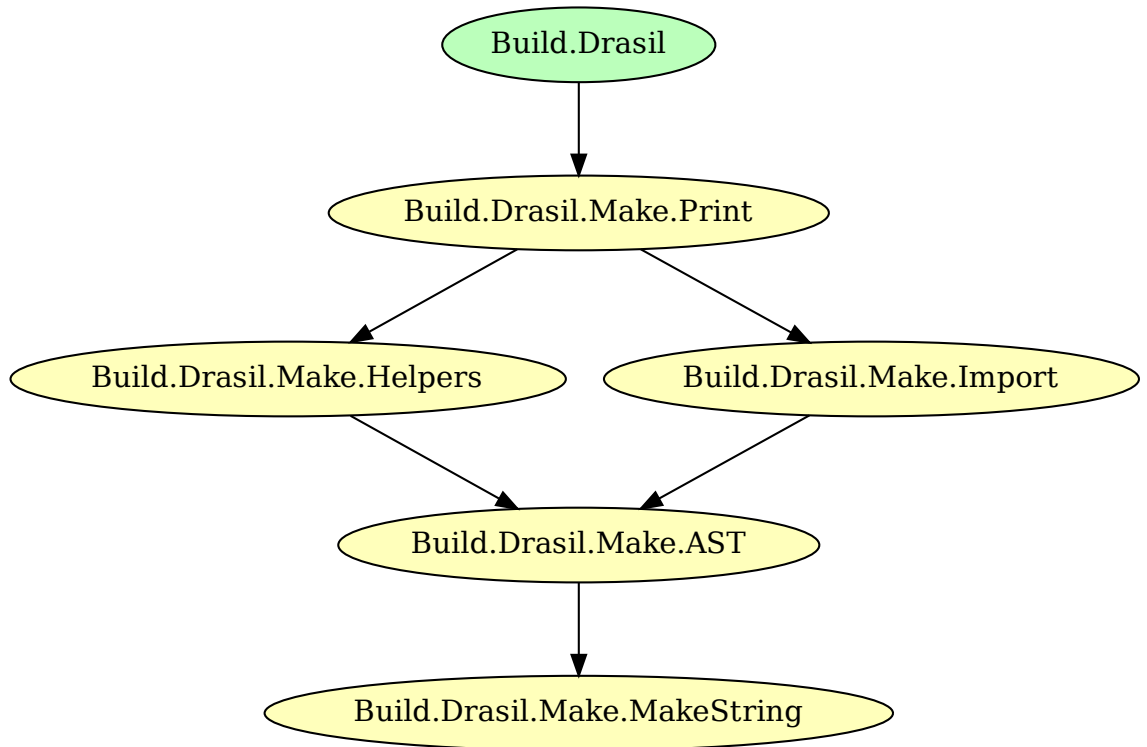 Build.Drasil
Build.Drasil.Make.Print
Build.Drasil.Make.Helpers
Build.Drasil.Make.Import
Build.Drasil.Make.AST
Build.Drasil.Make.MakeString